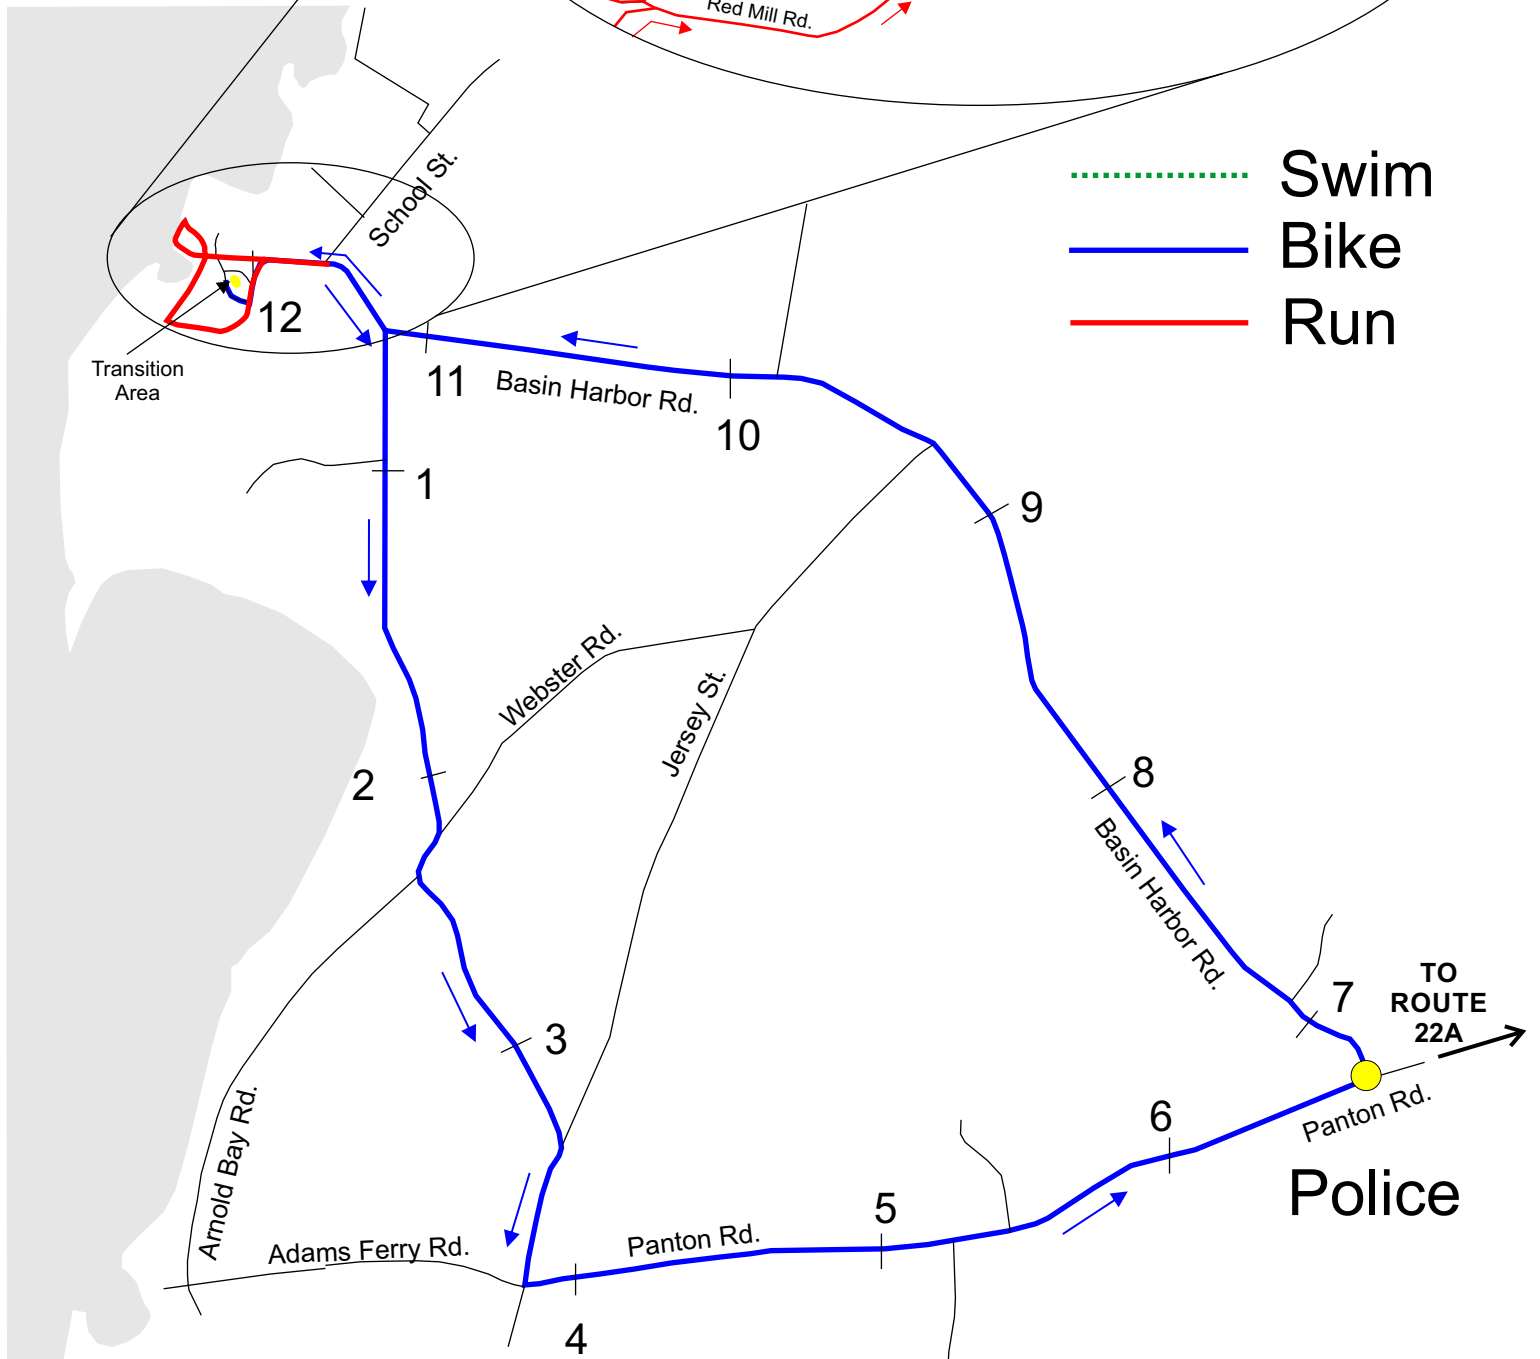 Red Mill Rd.
School St.
Swim
Bike
Run
12
Transition
Area
11
Basin Harbor Rd.
10
1
9
Webster Rd.
Jersey St.
2
8
Basin Harbor Rd.
7
TO
ROUTE
22A
3
Arnold Bay Rd.
6
Panton Rd.
Police
5
Panton Rd.
Adams Ferry Rd.
4